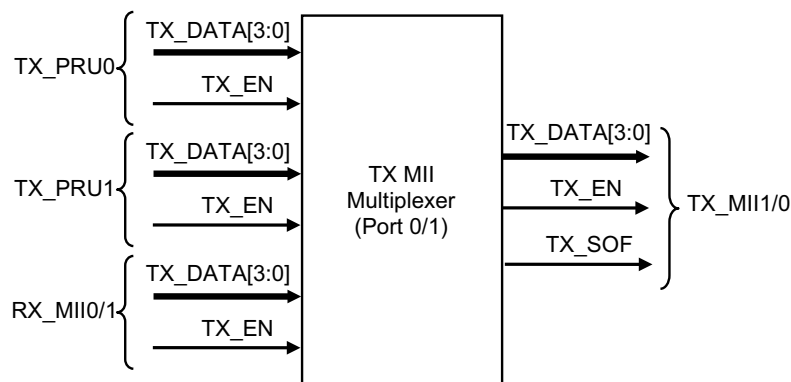 TX_DATA[3:0]
TX_PRU0
TX_EN
TX_DATA[3:0]
TX_PRU1
TX_EN
TX_DATA[3:0]
RX_MII0/1
TX_EN
TX MII
Multiplexer
(Port 0/1)
TX_DATA[3:0]
TX_EN
TX_MII1/0
TX_SOF